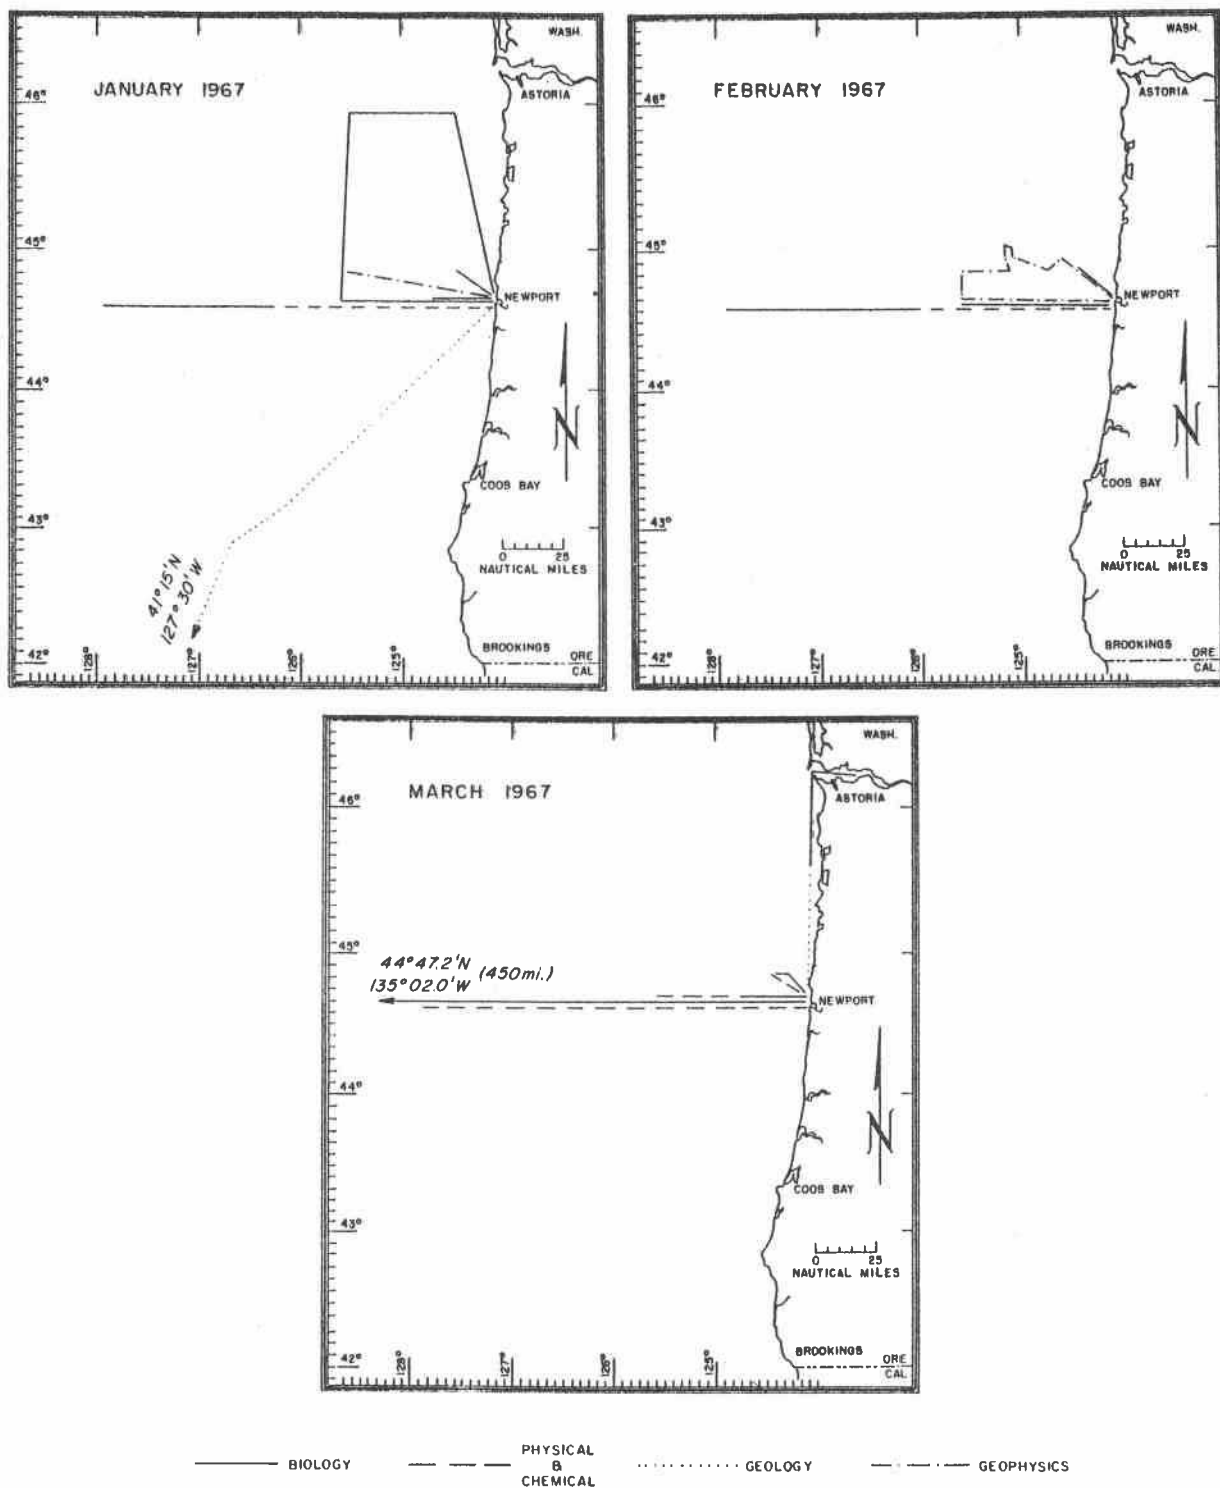 JANUARY 1967
WASH.
ASTORIA
46°
45°
NEWPORT
44°
COOS BAY
43°
0 25
NAUTICAL MILES
41° 15' N
127° 30' W
BROOKINGS
ORE
CAL
42°
128°
127°
126°
125°
N
FEBRUARY 1967
WASH.
ASTORIA
46°
45°
NEWPORT
44°
COOS BAY
43°
0 25
NAUTICAL MILES
BROOKINGS
ORE
CAL.
42°
128°
127°
126°
125°
N
MARCH 1967
WASH.
ASTORIA
46°
45°
44° 47.2' N
135° 02.0' W
(450 mi.)
NEWPORT
44°
COOS BAY
43°
0 25
NAUTICAL MILES
BROOKINGS
ORE
CAL.
42°
128°
127°
126°
125°
N
BIOLOGY
PHYSICAL
&
CHEMICAL
GEOLOGY
GEOPHYSICS